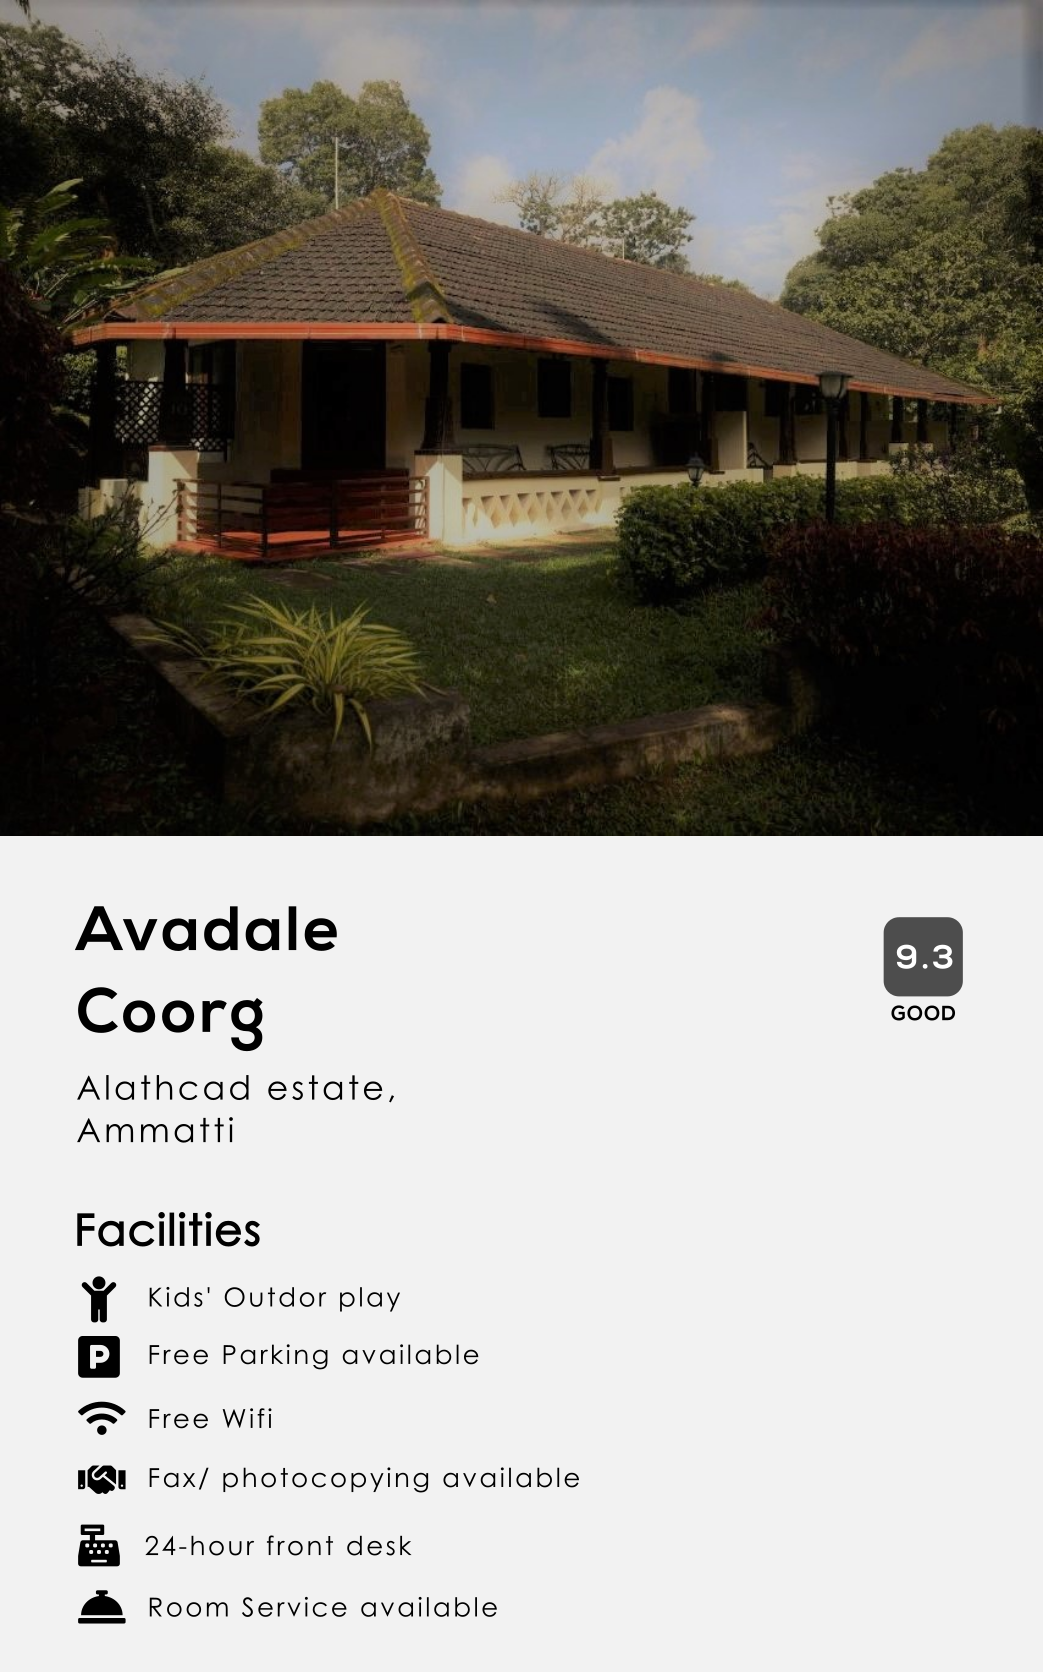 Avadale
Coorg
9.3
GOOD
Alathcad estate,
Ammatti
Facilities
Kids' Outdor play
P
Free Parking available
Free Wifi
Fax/ photocopying available
24-hour front desk
Room Service available